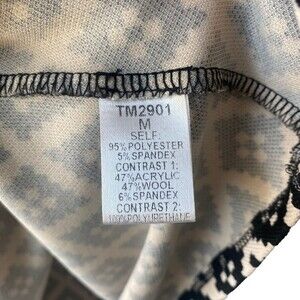 TM2901
M
SELF:
95%POLYESTER
5%SPANDEX
CONTRAST 1:
47%ACRYLIC
47%WOOL
6%SPANDEX
CONTRAST 2:
100%POLYURETHANE